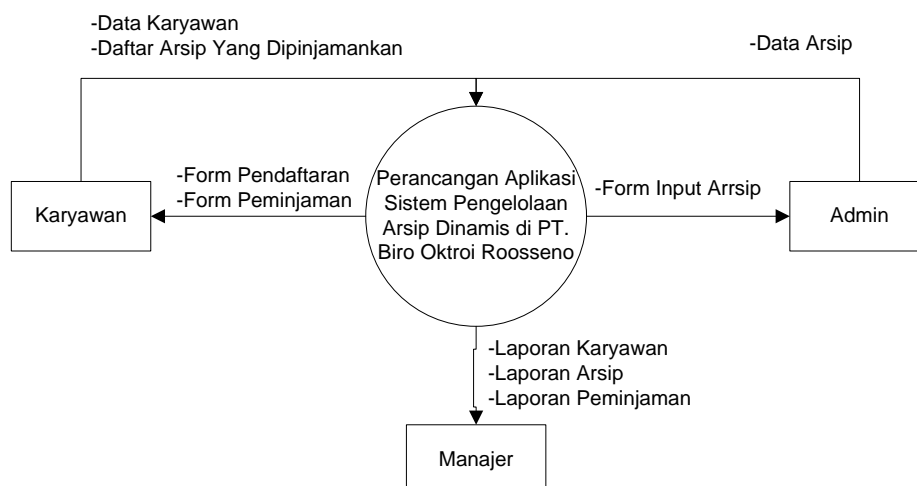 -Data Karyawan
-Daftar Arsip Yang Dipinjamankan
-Data Arsip
-Form Pendaftaran
-Form Peminjaman
Karyawan
Perancangan Aplikasi
Sistem Pengelolaan
Arsip Dinamis di PT.
Biro Oktroi Roosseno
-Form Input Arrsip
Admin
-Laporan Karyawan
-Laporan Arsip
-Laporan Peminjaman
Manajer